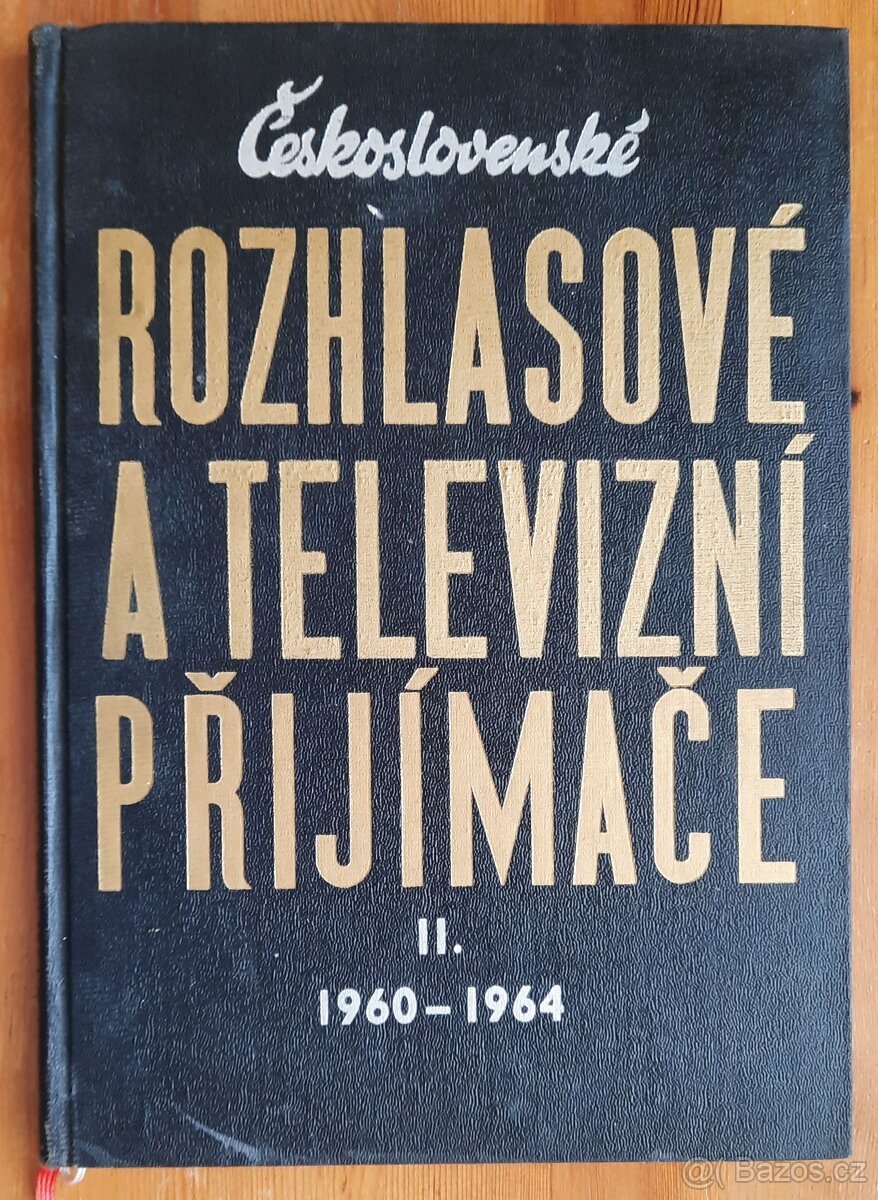 Československé
ROZHLASOVÉ
A TELEVIZNÍ
PŘIJÍMAČE
II.
1960 – 1964
@( Bazos.cz